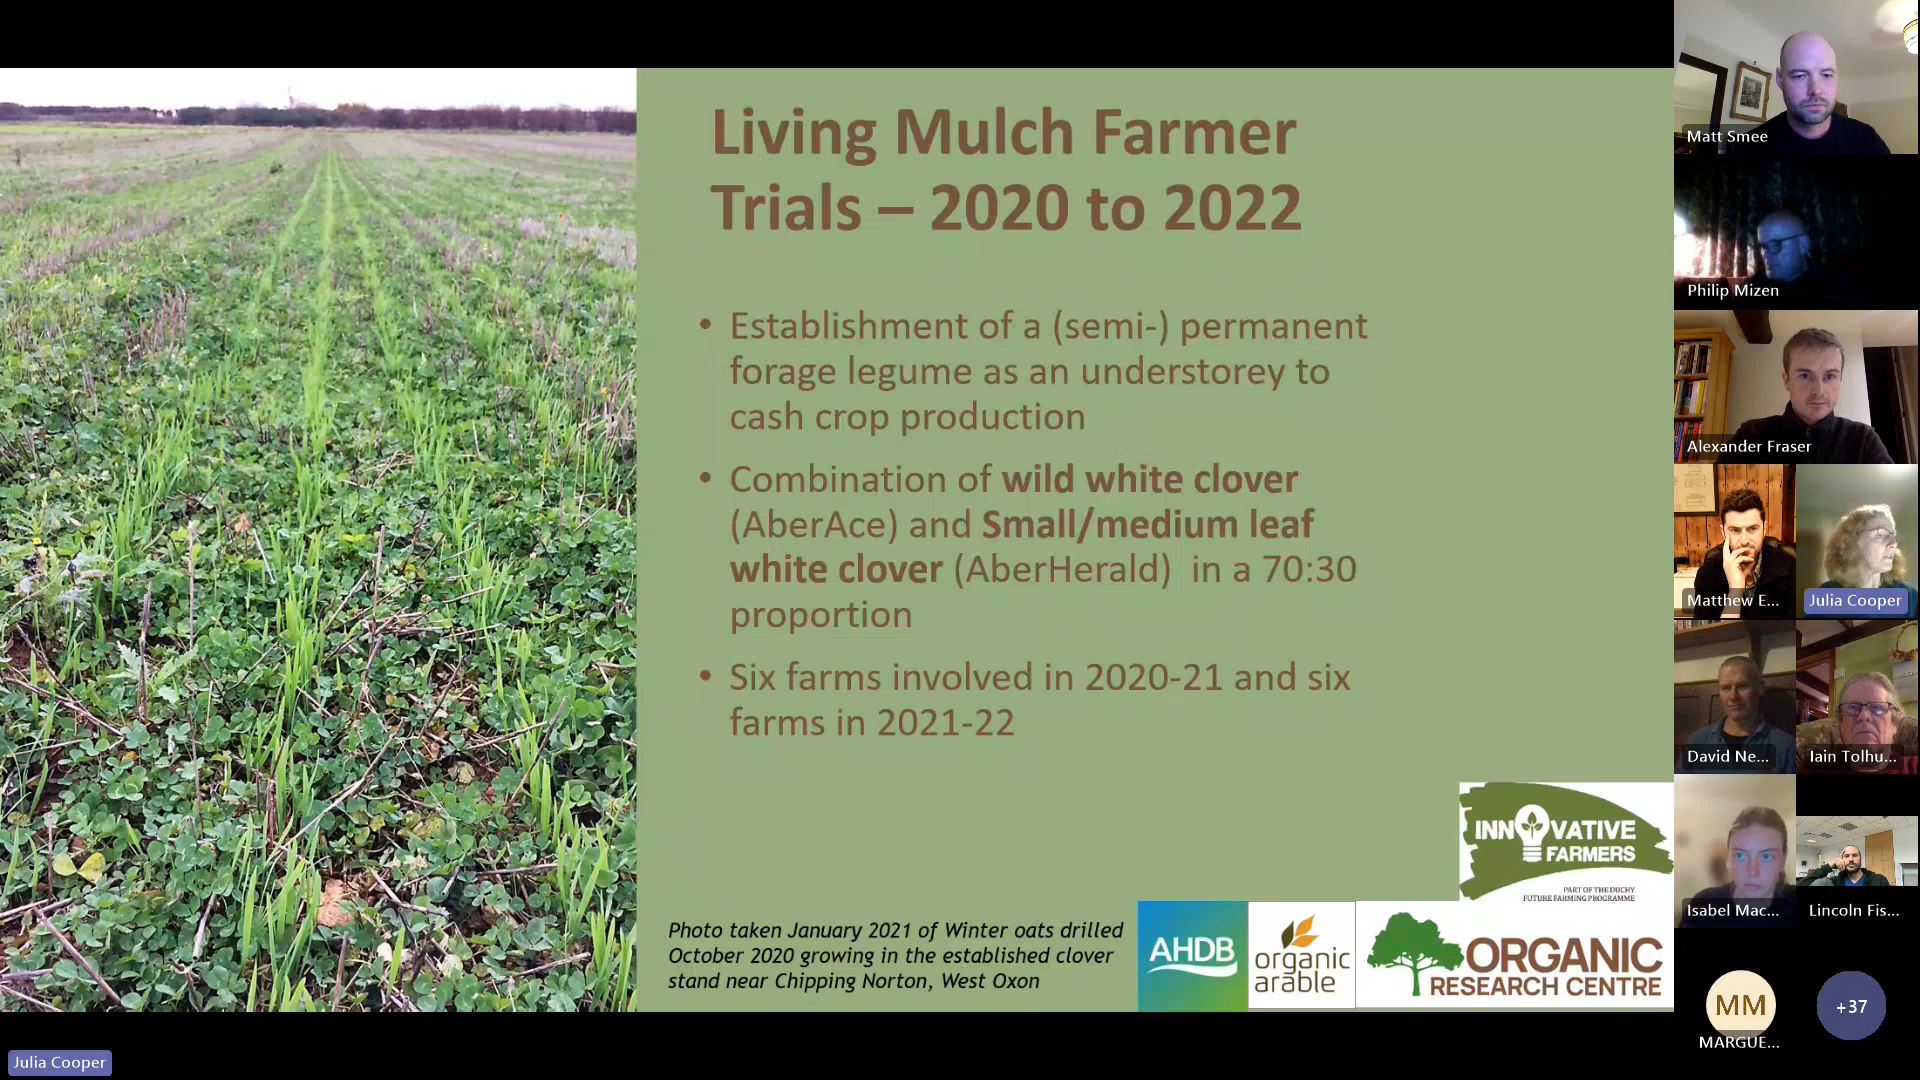 Living Mulch Farmer
Trials – 2020 to 2022
• Establishment of a (semi-) permanent
forage legume as an understorey to
cash crop production
• Combination of wild white clover
(AberAce) and Small/medium leaf
white clover (AberHerald) in a 70:30
proportion
• Six farms involved in 2020-21 and six
farms in 2021-22
Photo taken January 2021 of Winter oats drilled
October 2020 growing in the established clover
stand near Chipping Norton, West Oxon
AHDB
organic
arable
INNOVATIVE
FARMERS
PART OF THE DUCHY
FUTURE FARMING PROGRAMME
ORGANIC
RESEARCH CENTRE
Matt Smee
Philip Mizen
Alexander Fraser
Matthew E...
Julia Cooper
David Ne...
Iain Tolhu...
Isabel Mac...
Lincoln Fis...
MM
MARGUE...
+37
Julia Cooper